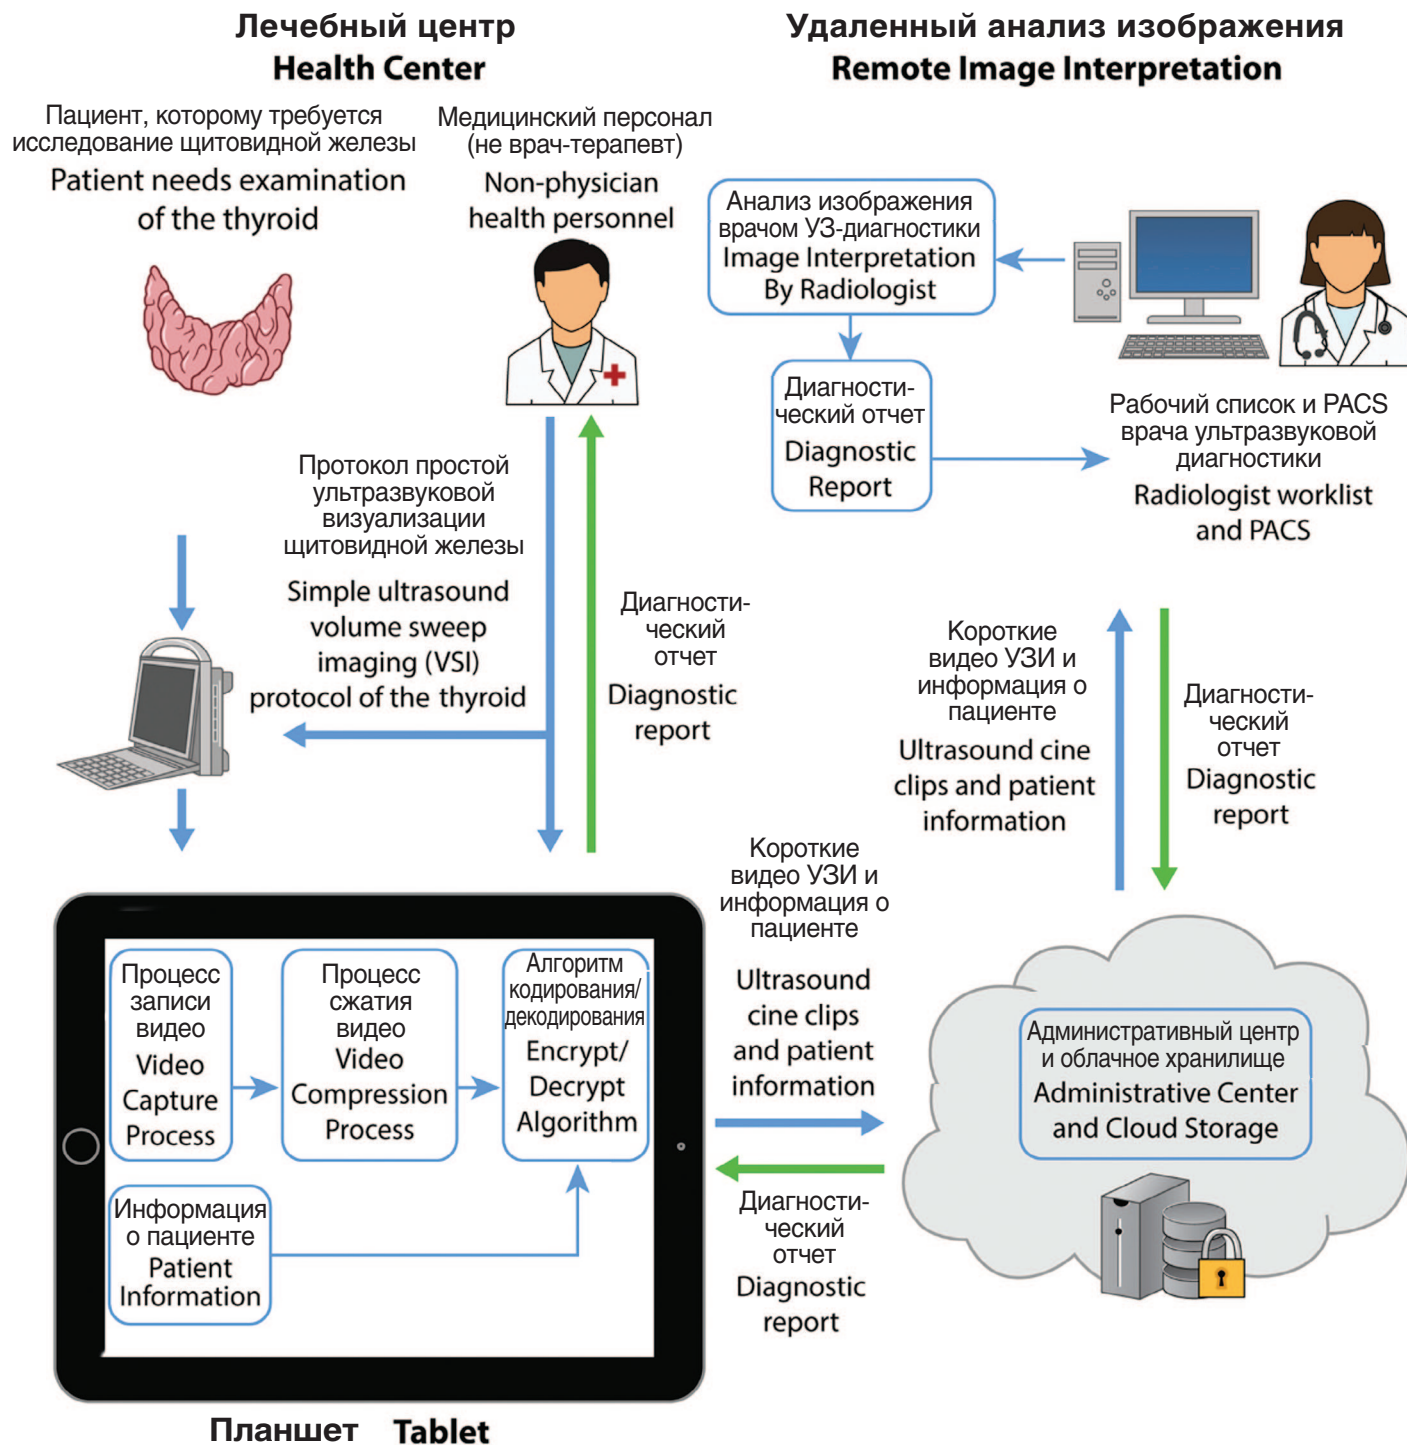 Лечебный центр
Health Center
Удаленный анализ изображения
Remote Image Interpretation
Пациент, которому требуется
исследование щитовидной железы
Patient needs examination
of the thyroid
Медицинский персонал
(не врач-терапевт)
Non-physician
health personnel
Анализ изображения
врачом УЗ-диагностики
Image Interpretation
By Radiologist
Диагности-
ческий отчет
Diagnostic
Report
Рабочий список и PACS
врача ультразвуковой
диагностики
Radiologist worklist
and PACS
Протокол простой
ультразвуковой
визуализации
щитовидной железы
Simple ultrasound
volume sweep
imaging (VSI)
protocol of the thyroid
Диагности-
ческий
отчет
Diagnostic
report
Короткие
видео УЗИ и
информация о
пациенте
Ultrasound cine
clips and patient
information
Диагности-
ческий
отчет
Diagnostic
report
Короткие
видео УЗИ и
информация о
пациенте
Ultrasound
cine clips
and patient
information
Процесс
записи
видео
Video
Capture
Process
Процесс
сжатия
видео
Video
Compression
Process
Алгоритм
кодирования/
декодирования
Encrypt/
Decrypt
Algorithm
Информация
о пациенте
Patient
Information
Административный центр
и облачное хранилище
Administrative Center
and Cloud Storage
Диагности-
ческий
отчет
Diagnostic
report
Планшет Tablet